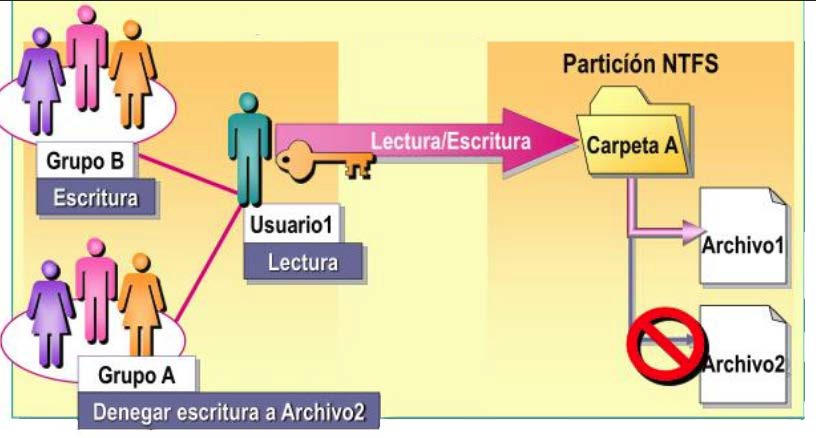 Partición NTFS
Lectura/Escritura
Carpeta A
Grupo B
Escritura
Usuario1
Lectura
Archivo1
Archivo2
Grupo A
Denegar escritura a Archivo2